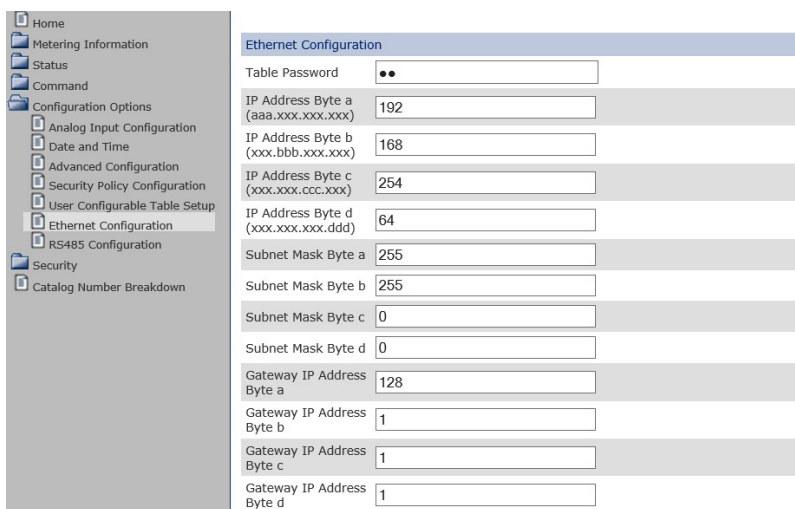 Home
Metering Information
Status
Command
Configuration Options
Analog Input Configuration
Date and Time
Advanced Configuration
Security Policy Configuration
User Configurable Table Setup
Ethernet Configuration
RS485 Configuration
Security
Catalog Number Breakdown
Ethernet Configuration
Table Password ●●
IP Address Byte a
(aaa.xxx.xxx.xxx)
192
IP Address Byte b
(xxx.bbb.xxx.xxx)
168
IP Address Byte c
(xxx.xxx.ccc.xxx)
254
IP Address Byte d
(xxx.xxx.xxx.ddd)
64
Subnet Mask Byte a 255
Subnet Mask Byte b 255
Subnet Mask Byte c 0
Subnet Mask Byte d 0
Gateway IP Address
Byte a
128
Gateway IP Address
Byte b
1
Gateway IP Address
Byte c
1
Gateway IP Address
Byte d
1